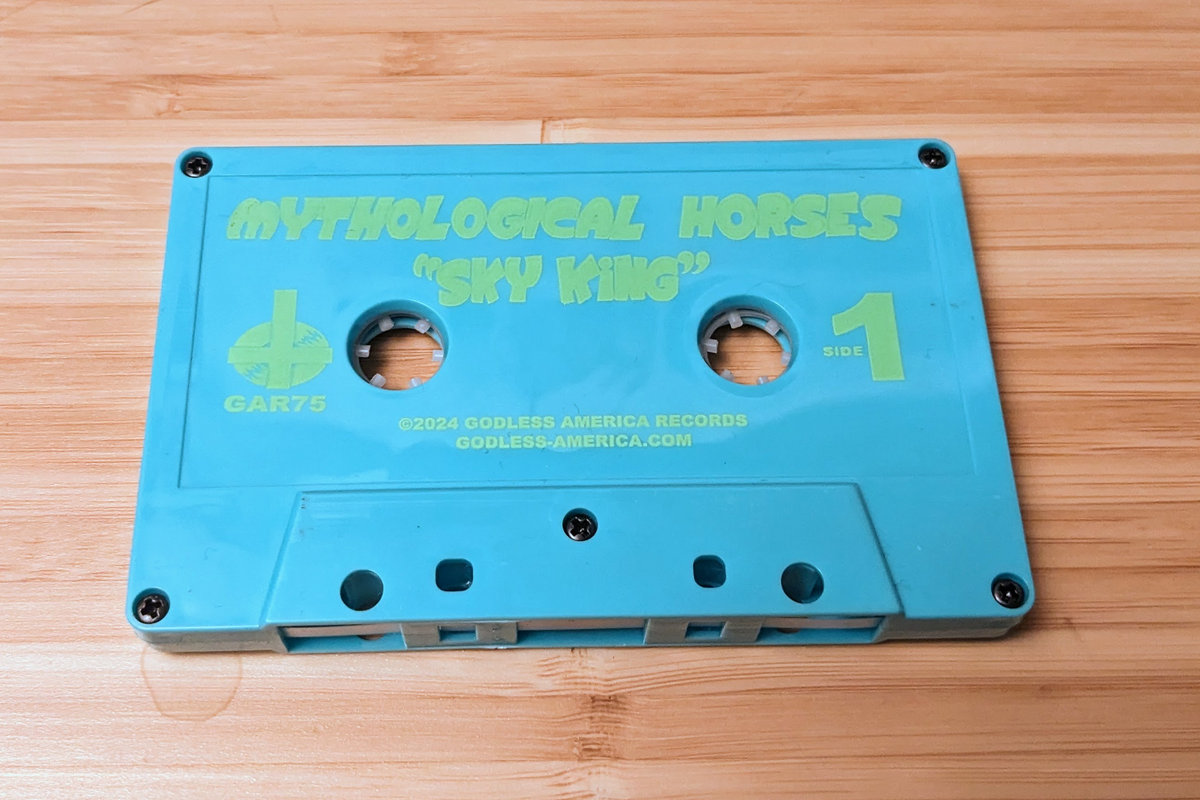 MYTHOLOGICAL HORSES
“SKY KiNG”
SIDE 1
GAR75
©2024 GODLESS AMERICA RECORDS
GODLESS-AMERICA.COM